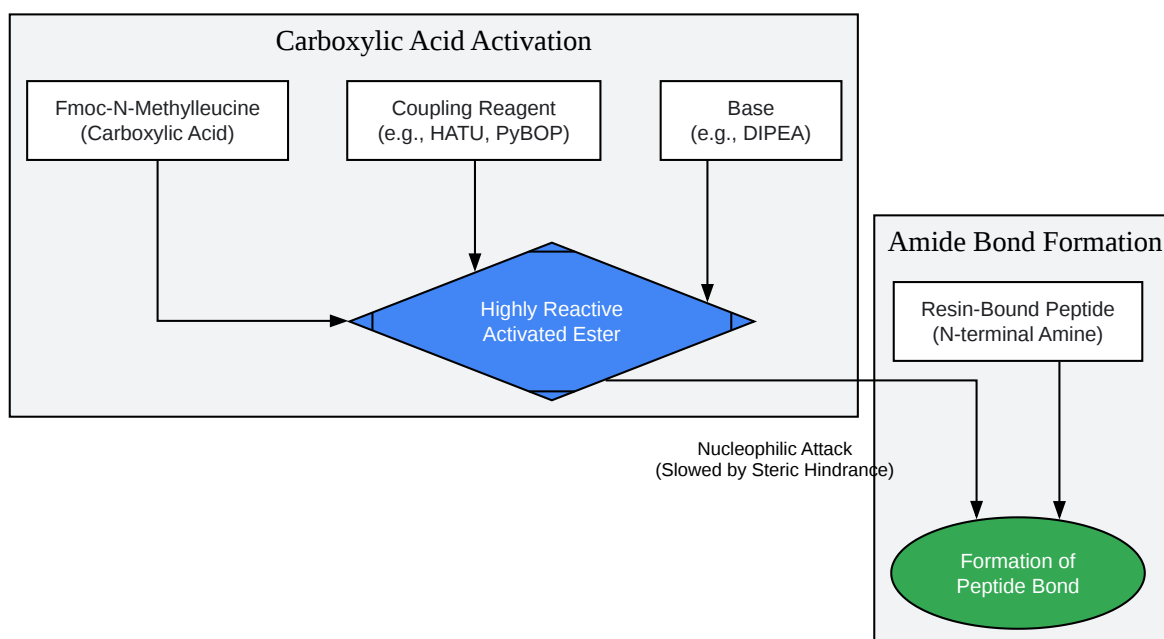 Carboxylic Acid Activation
Fmoc-N-Methylleucine
(Carboxylic Acid)
Coupling Reagent
(e.g., HATU, PyBOP)
Base
(e.g., DIPEA)
Highly Reactive
Activated Ester
Amide Bond Formation
Resin-Bound Peptide
(N-terminal Amine)
Nucleophilic Attack
(Slowed by Steric Hindrance)
Formation of
Peptide Bond